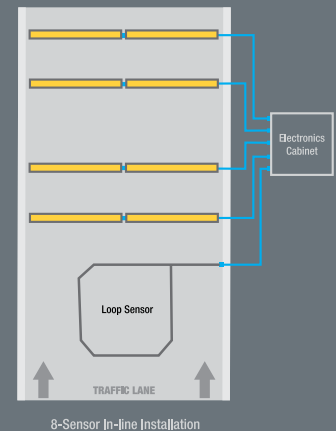 Electronics
Cabinet
Loop Sensor
TRAFFIC LANE
8-Sensor In-line Installation